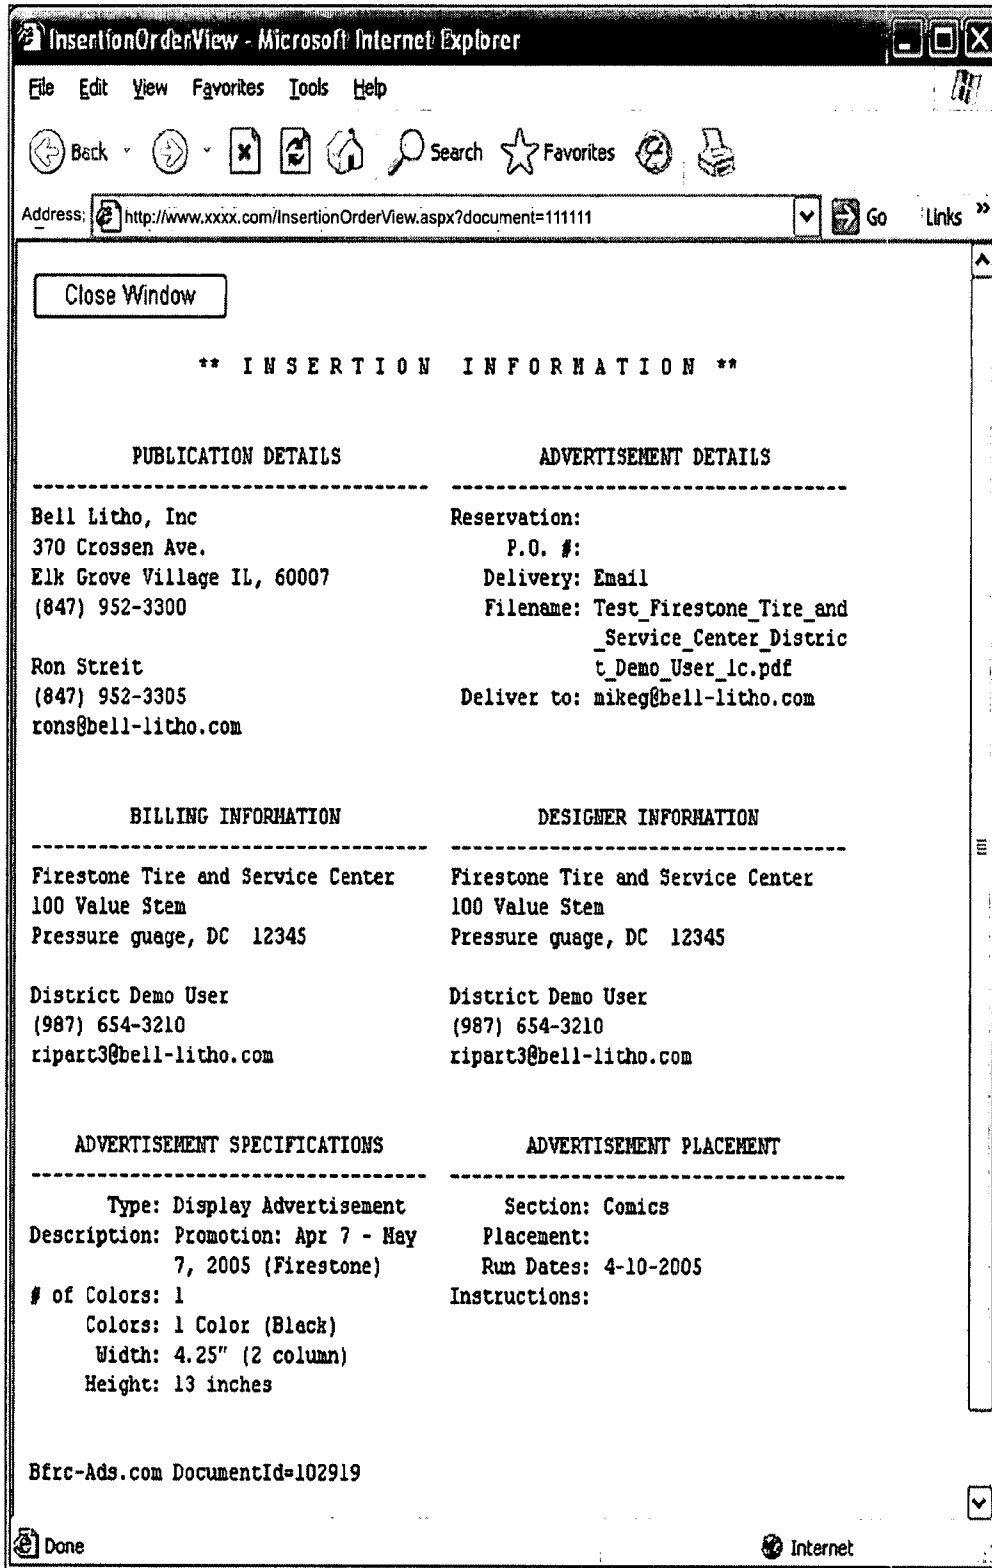 InsertionOrderView - Microsoft Internet Explorer
File Edit View Favorites Tools Help
Back Search Favorites
Address: http://www.xxxx.com/InsertionOrderView.aspx?document=111111 Go Links »
Close Window
** INSERTION INFORMATION **
PUBLICATION DETAILS
Bell Litho, Inc
370 Crossen Ave.
Elk Grove Village IL, 60007
(847) 952-3300
Ron Streit
(847) 952-3305
rons@bell-litho.com
ADVERTISEMENT DETAILS
Reservation:
P.O. #:
Delivery: Email
Filename: Test_Firestone_Tire_and
_Service_Center_Distric
t_Demo_User_lc.pdf
Deliver to: mikeg@bell-litho.com
BILLING INFORMATION
Firestone Tire and Service Center
100 Value Stem
Pressure guage, DC 12345
District Demo User
(987) 654-3210
ripart3@bell-litho.com
DESIGNER INFORMATION
Firestone Tire and Service Center
100 Value Stem
Pressure guage, DC 12345
District Demo User
(987) 654-3210
ripart3@bell-litho.com
ADVERTISEMENT SPECIFICATIONS
Type: Display Advertisement
Description: Promotion: Apr 7 - May
7, 2005 (Firestone)
# of Colors: 1
Colors: 1 Color (Black)
Width: 4.25" (2 column)
Height: 13 inches
ADVERTISEMENT PLACEMENT
Section: Comics
Placement:
Run Dates: 4-10-2005
Instructions:
Bfrc-Ads.com DocumentId=102919
Done Internet